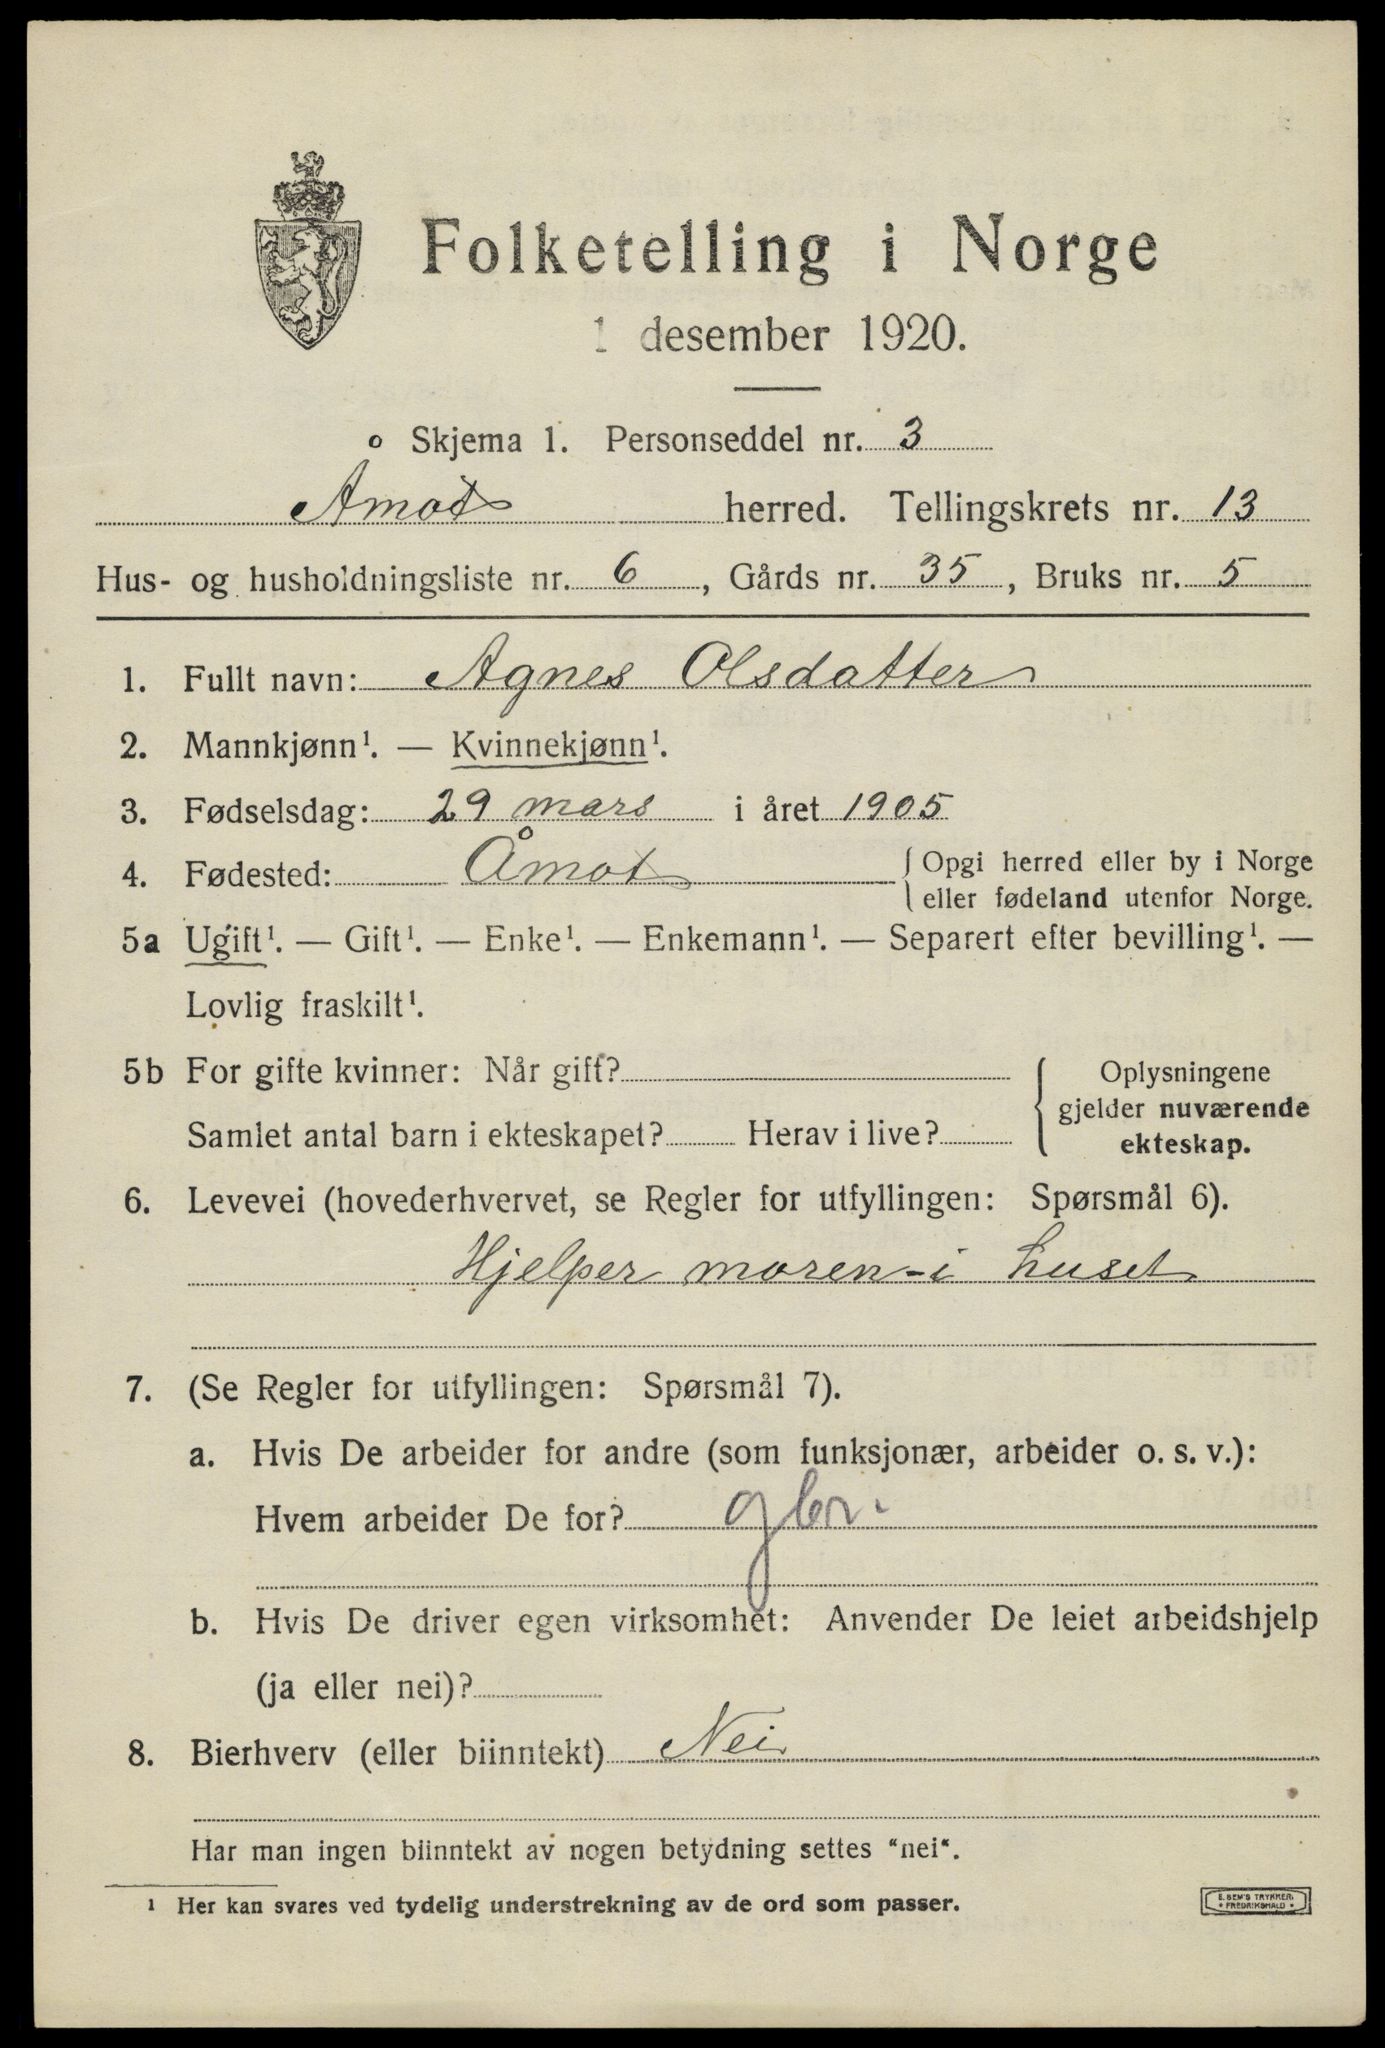 Folketelling i Norge
1 desember 1920.
Skjema 1. Personseddel nr. 3
Åmot herred. Tellingskrets nr. 13
Hus- og husholdningsliste nr. 6, Gårds nr. 35, Bruks nr. 5
1. Fullt navn: Agnes Olsdatter
2. Mannkjønn¹. — Kvinnekjønn¹.
3. Fødselsdag: 29 mars i året 1905
4. Fødested: Åmot { Opgi herred eller by i Norge
eller fødeland utenfor Norge.
5a Ugift¹. — Gift¹. — Enke¹. — Enkemann¹. — Separert efter bevilling¹. —
Lovlig fraskilt¹.
5b For gifte kvinner: Når gift?
Samlet antal barn i ekteskapet? Herav i live?
Oplysningene
gjelder nuværende
ekteskap.
6. Levevei (hovederhvervet, se Regler for utfyllingen: Spørsmål 6).
Hjelper moren i huset
7. (Se Regler for utfyllingen: Spørsmål 7).
a. Hvis De arbeider for andre (som funksjonær, arbeider o. s. v.):
Hvem arbeider De for? gbr.
b. Hvis De driver egen virksomhet: Anvender De leiet arbeidshjelp
(ja eller nei)?
8. Bierhverv (eller biinntekt) Nei
Har man ingen biinntekt av nogen betydning settes "nei".
¹ Her kan svares ved tydelig understrekning av de ord som passer.
E. SEM'S TRYKKERI
FREDRIKSHALD